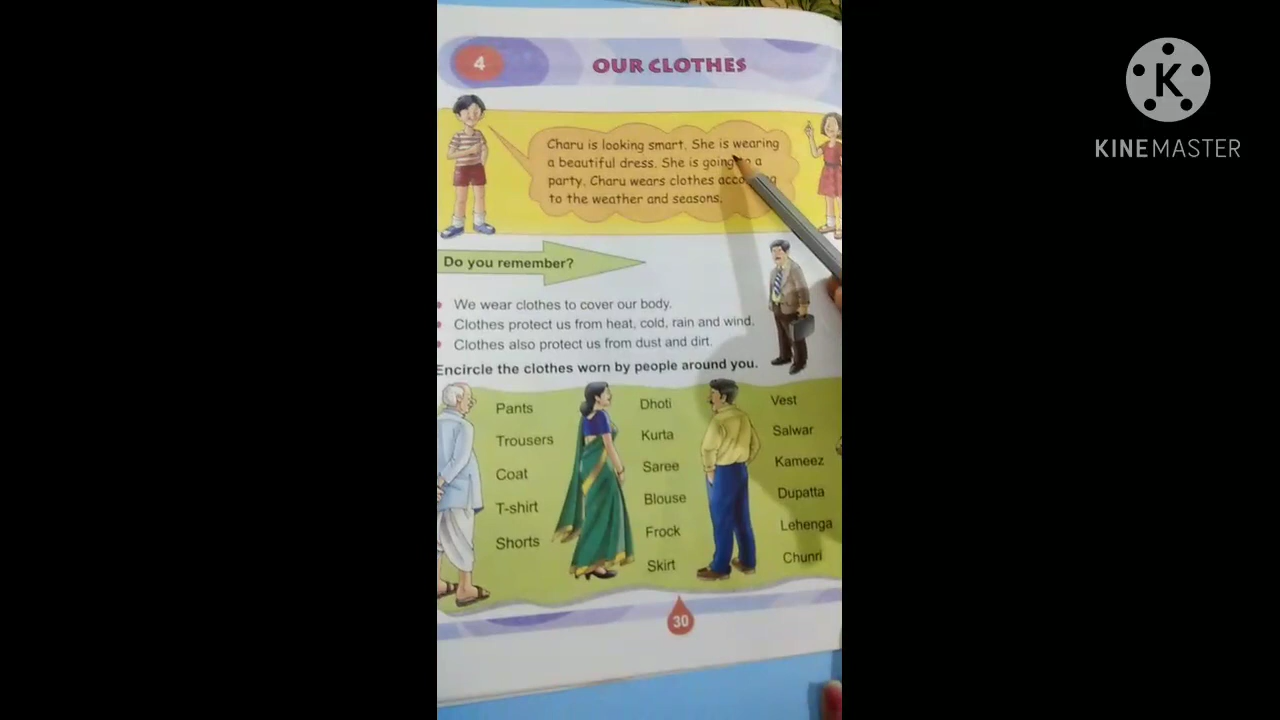 4
OUR CLOTHES
Charu is looking smart. She is wearing
a beautiful dress. She is going to a
party. Charu wears clothes according
to the weather and seasons.
Do you remember?
We wear clothes to cover our body.
Clothes protect us from heat, cold, rain and wind.
Clothes also protect us from dust and dirt.
Encircle the clothes worn by people around you.
Pants
Trousers
Coat
T-shirt
Shorts
Dhoti
Kurta
Saree
Blouse
Frock
Skirt
Vest
Salwar
Kameez
Dupatta
Lehenga
Chunri
30
K
KINEMASTER